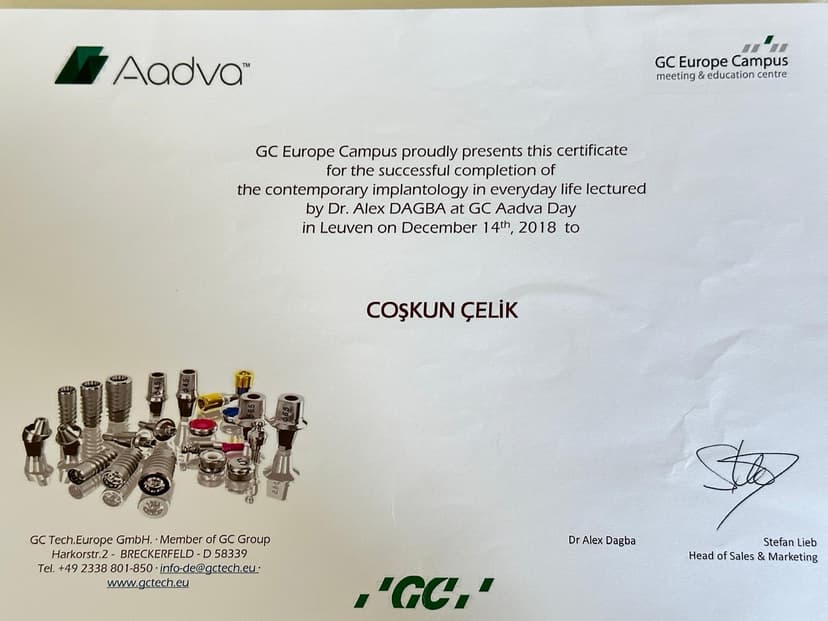 Aadva™
GC Europe Campus
meeting & education centre
GC Europe Campus proudly presents this certificate
for the successful completion of
the contemporary implantology in everyday life lectured
by Dr. Alex DAGBA at GC Aadva Day
in Leuven on December 14th, 2018 to
COŞKUN ÇELİK
GC Tech.Europe GmbH. · Member of GC Group
Harkorstr.2 - BRECKERFELD - D 58339
Tel. +49 2338 801-850 · info-de@gctech.eu ·
www.gctech.eu
Dr Alex Dagba
Stefan Lieb
Head of Sales & Marketing
GC